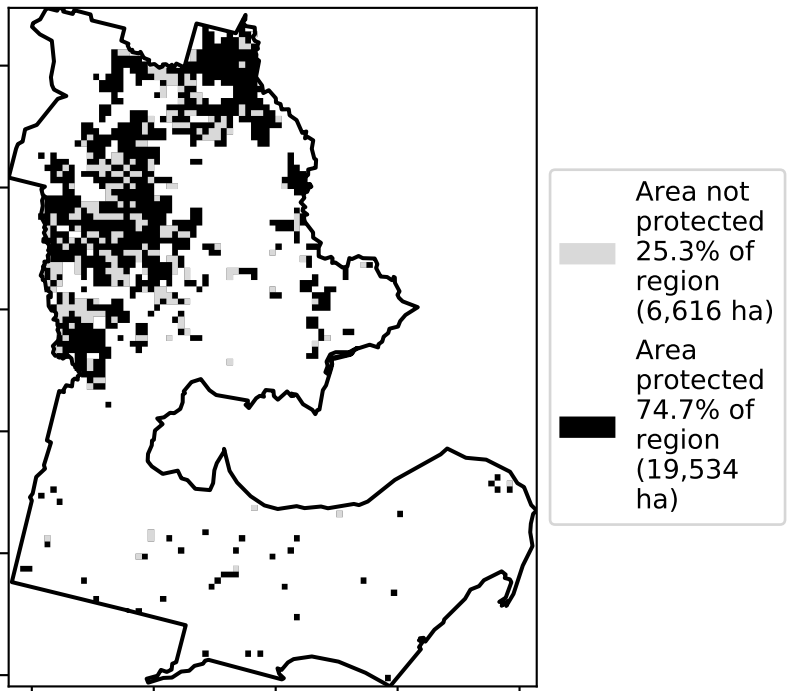 Area not
protected
25.3% of
region
(6,616 ha)
Area
protected
74.7% of
region
(19,534
ha)